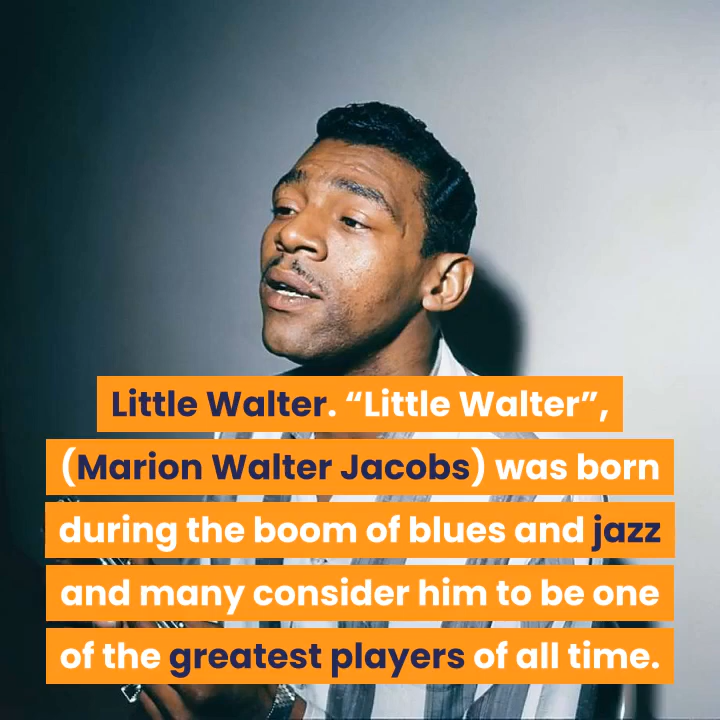 Little Walter. “Little Walter”,
(Marion Walter Jacobs) was born
during the boom of blues and jazz
and many consider him to be one
of the greatest players of all time.